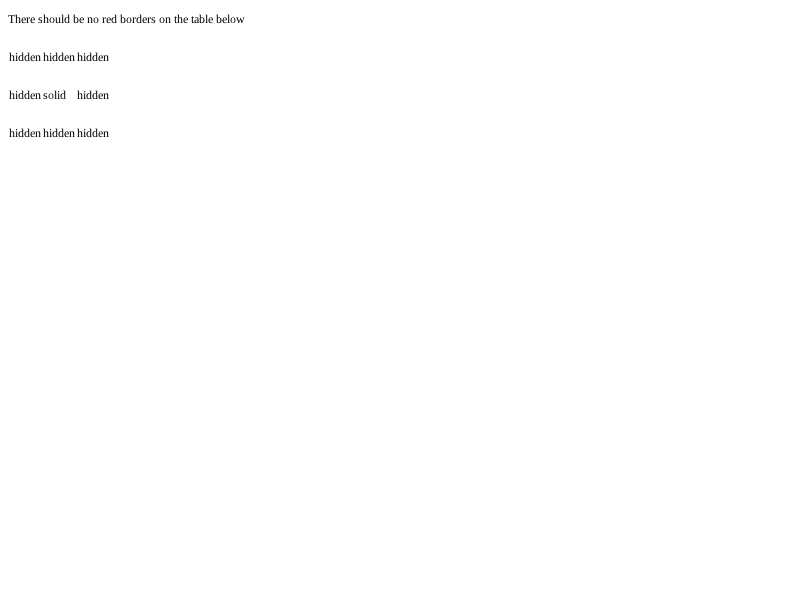 There should be no red borders on the table below
hidden hidden hidden
hidden solid hidden
hidden hidden hidden